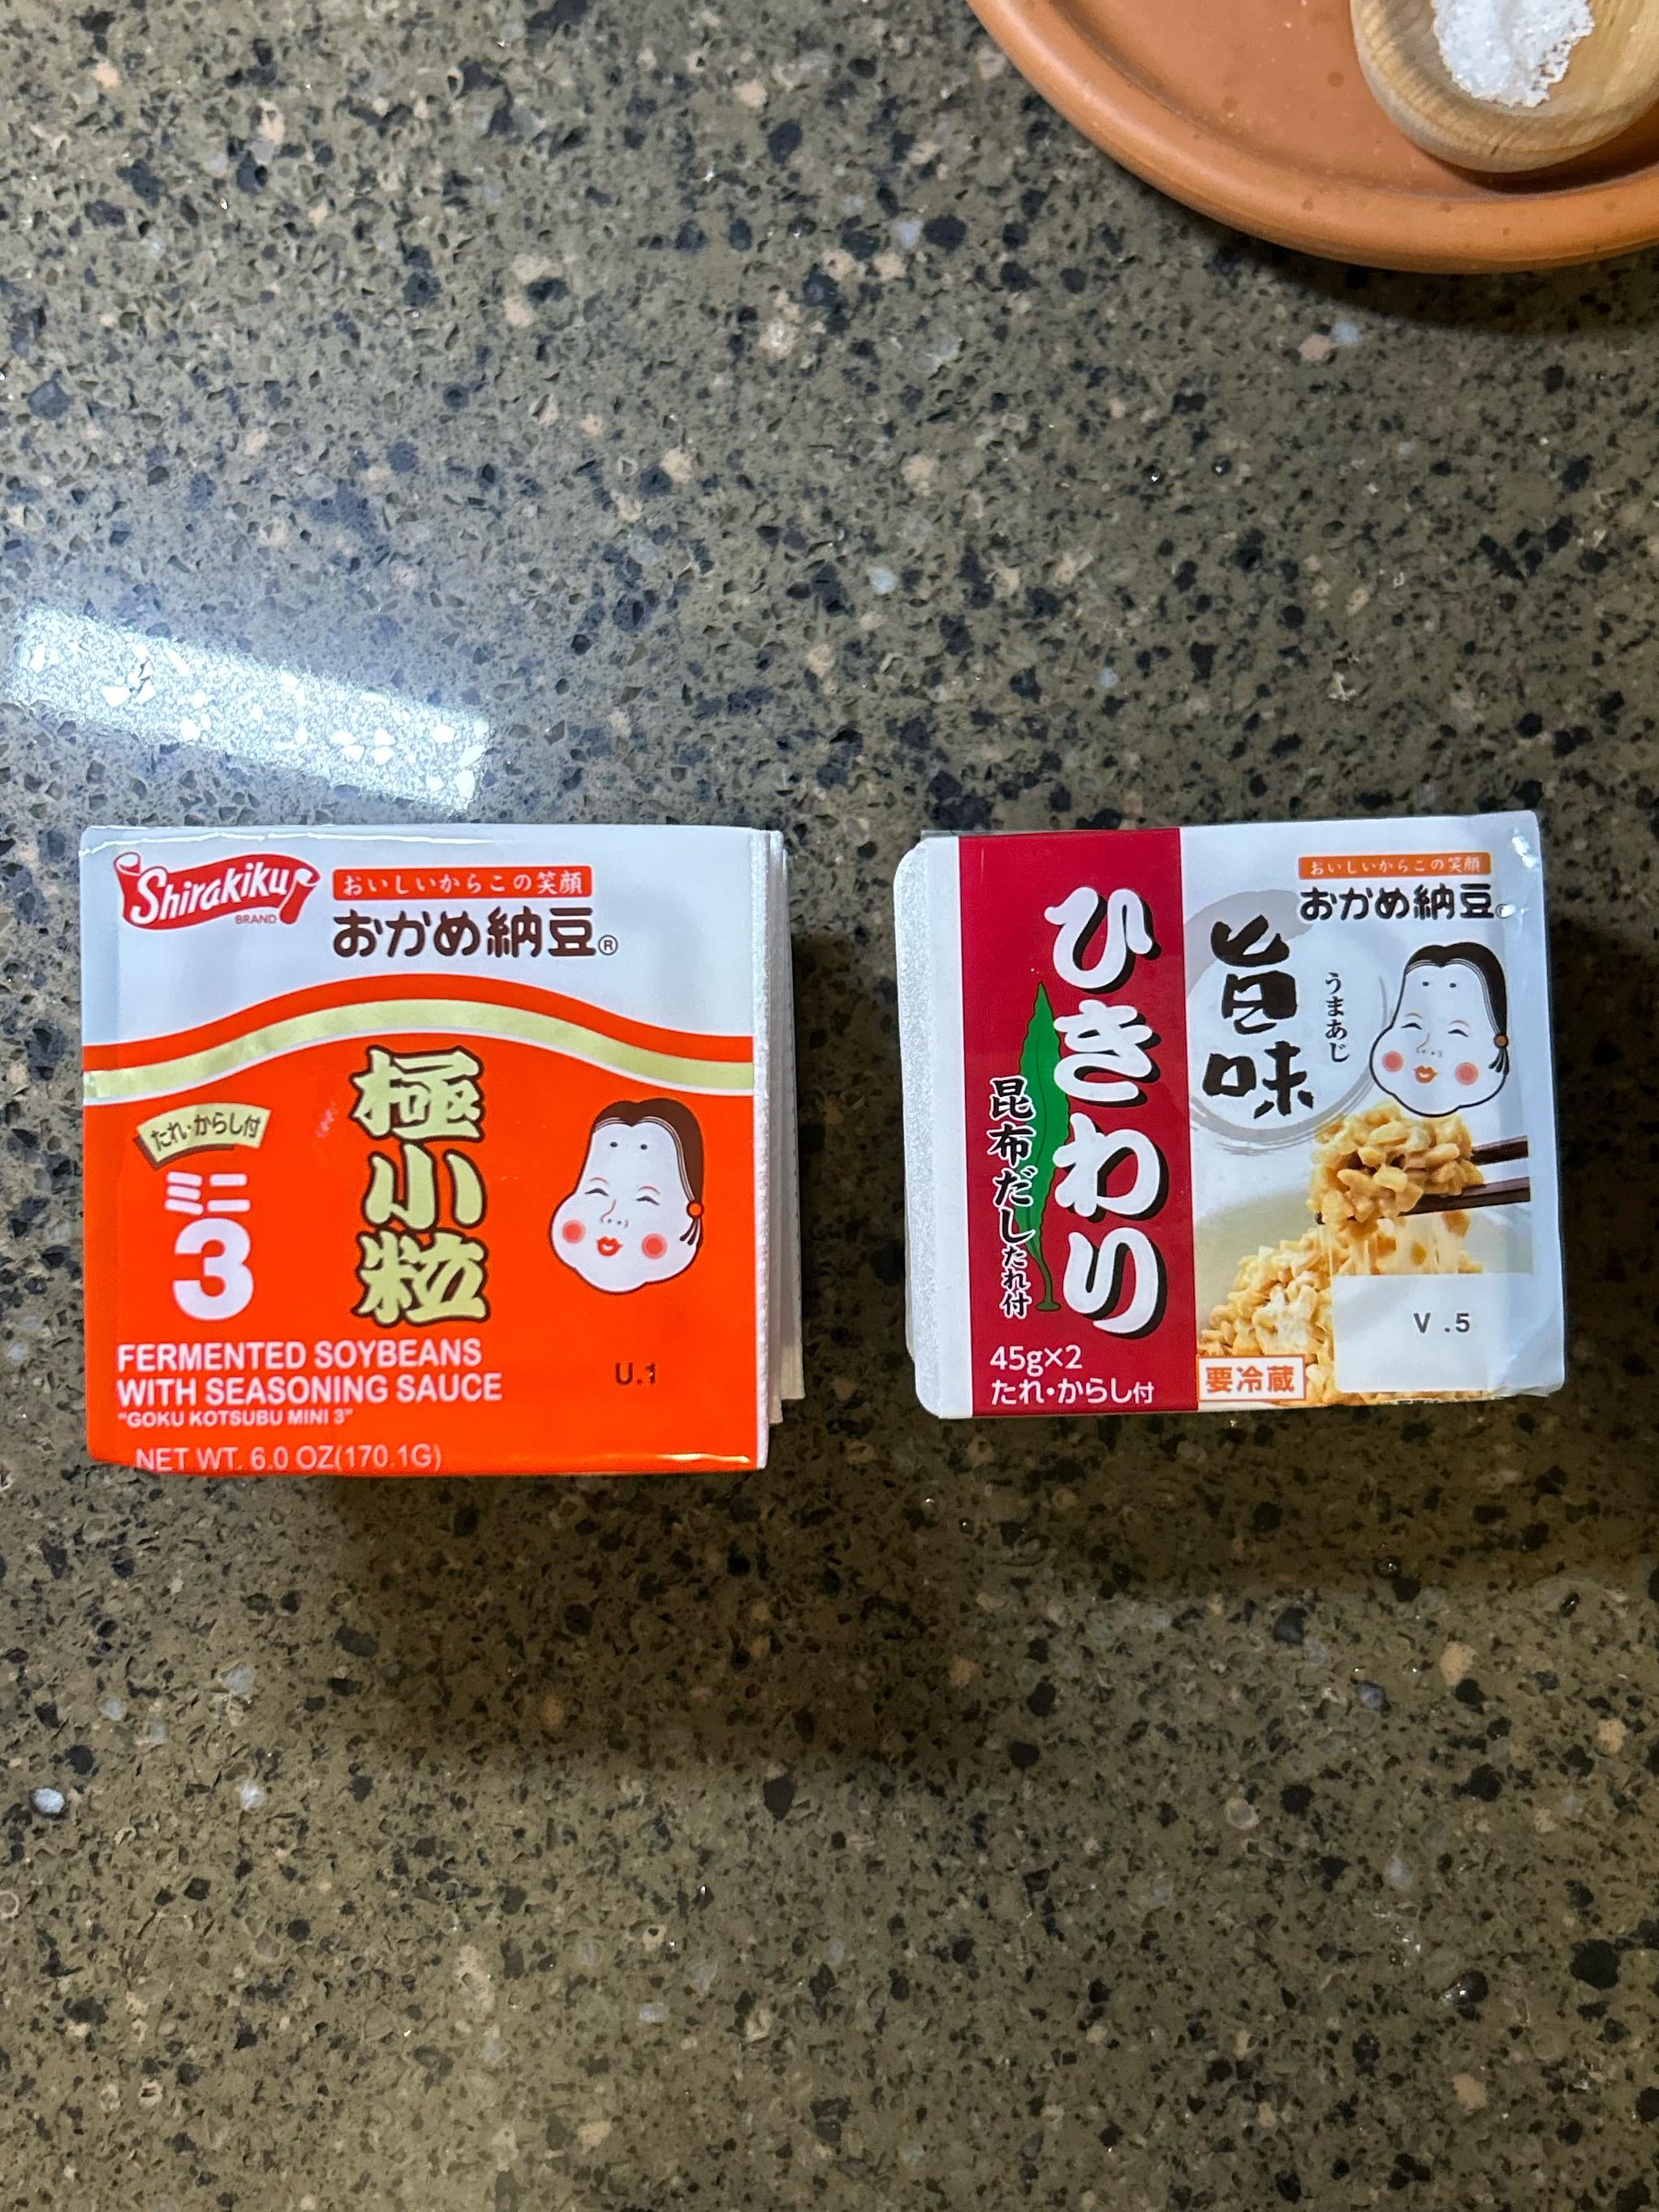 Shirakiku
BRAND
おいしいからこの笑顔
おかめ納豆®
たれ・からし付
ミニ
3
極小粒
FERMENTED SOYBEANS
WITH SEASONING SAUCE
"GOKU KOTSUBU MINI 3"
NET WT. 6.0 OZ(170.1G)
U.1
ひきわり
昆布だしたれ付
45g×2
たれ・からし付
おいしいからこの笑顔
おかめ納豆
旨味
うまあじ
要冷蔵
V .5